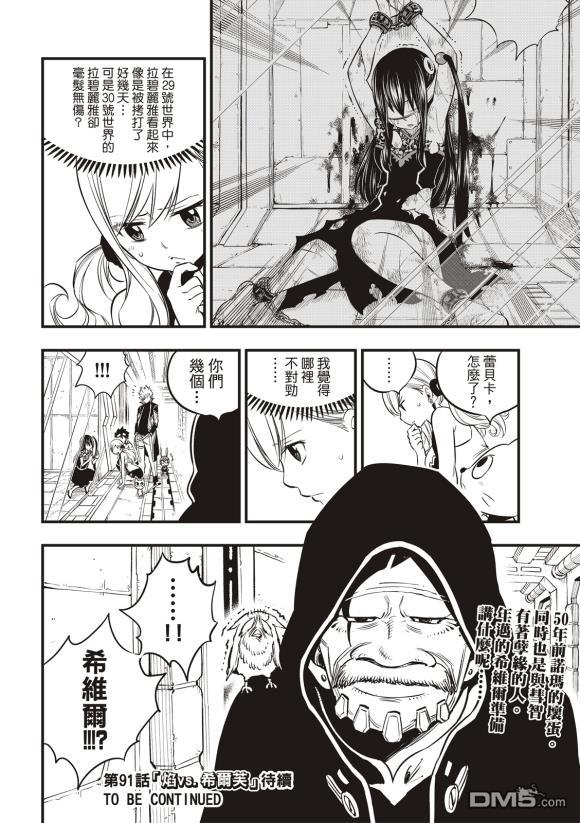 在29號世界中，
拉碧麗雅看起來
像是被拷打了
好幾天…
可是30號世界的
拉碧麗雅卻
毫髮無傷？
蕾貝卡，
怎麼了？
……
我覺得
哪裡
不對勁
……
你們
幾個…
!!!
50年前諾瑪的壞蛋。
同時也是與彗智
有著孽緣的人。
年邁的希維爾準備
講什麼呢……
……!!
希維爾!!!?
第91話「焰vs.希爾芙」待續
TO BE CONTINUED
DM5.com